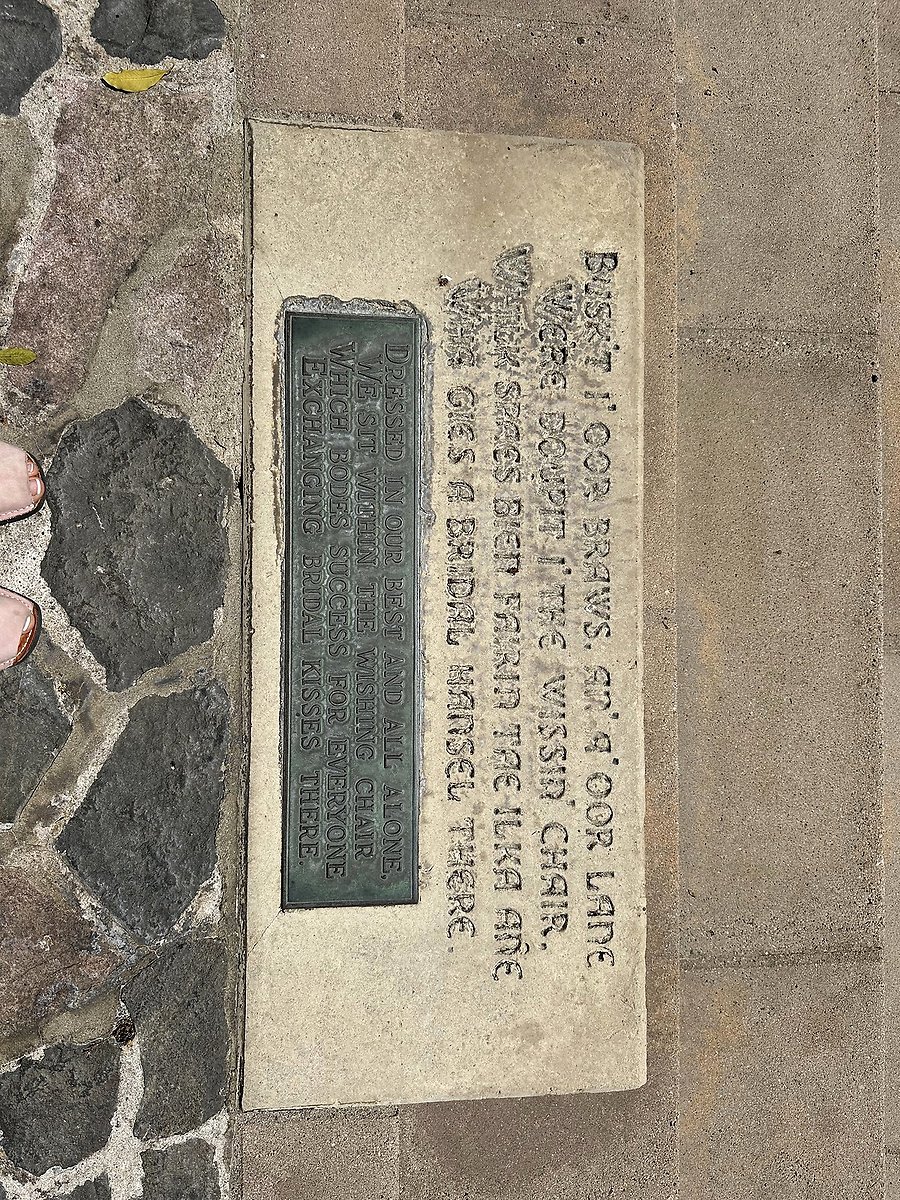 BUSK'T I' OOR BRAWS, AN' A' OOR LANE
WE'RE DOUP'T I' THE WISSIN' CHAIR,
WHILK SPAES BIEN FAIRIN TAE ILKA ANE
WHA GIES A BRIDAL HANSEL THERE.
DRESSED IN OUR BEST AND ALL ALONE,
WE SIT WITHIN THE WISHING CHAIR
WHICH BODES SUCCESS FOR EVERYONE
EXCHANGING BRIDAL KISSES THERE